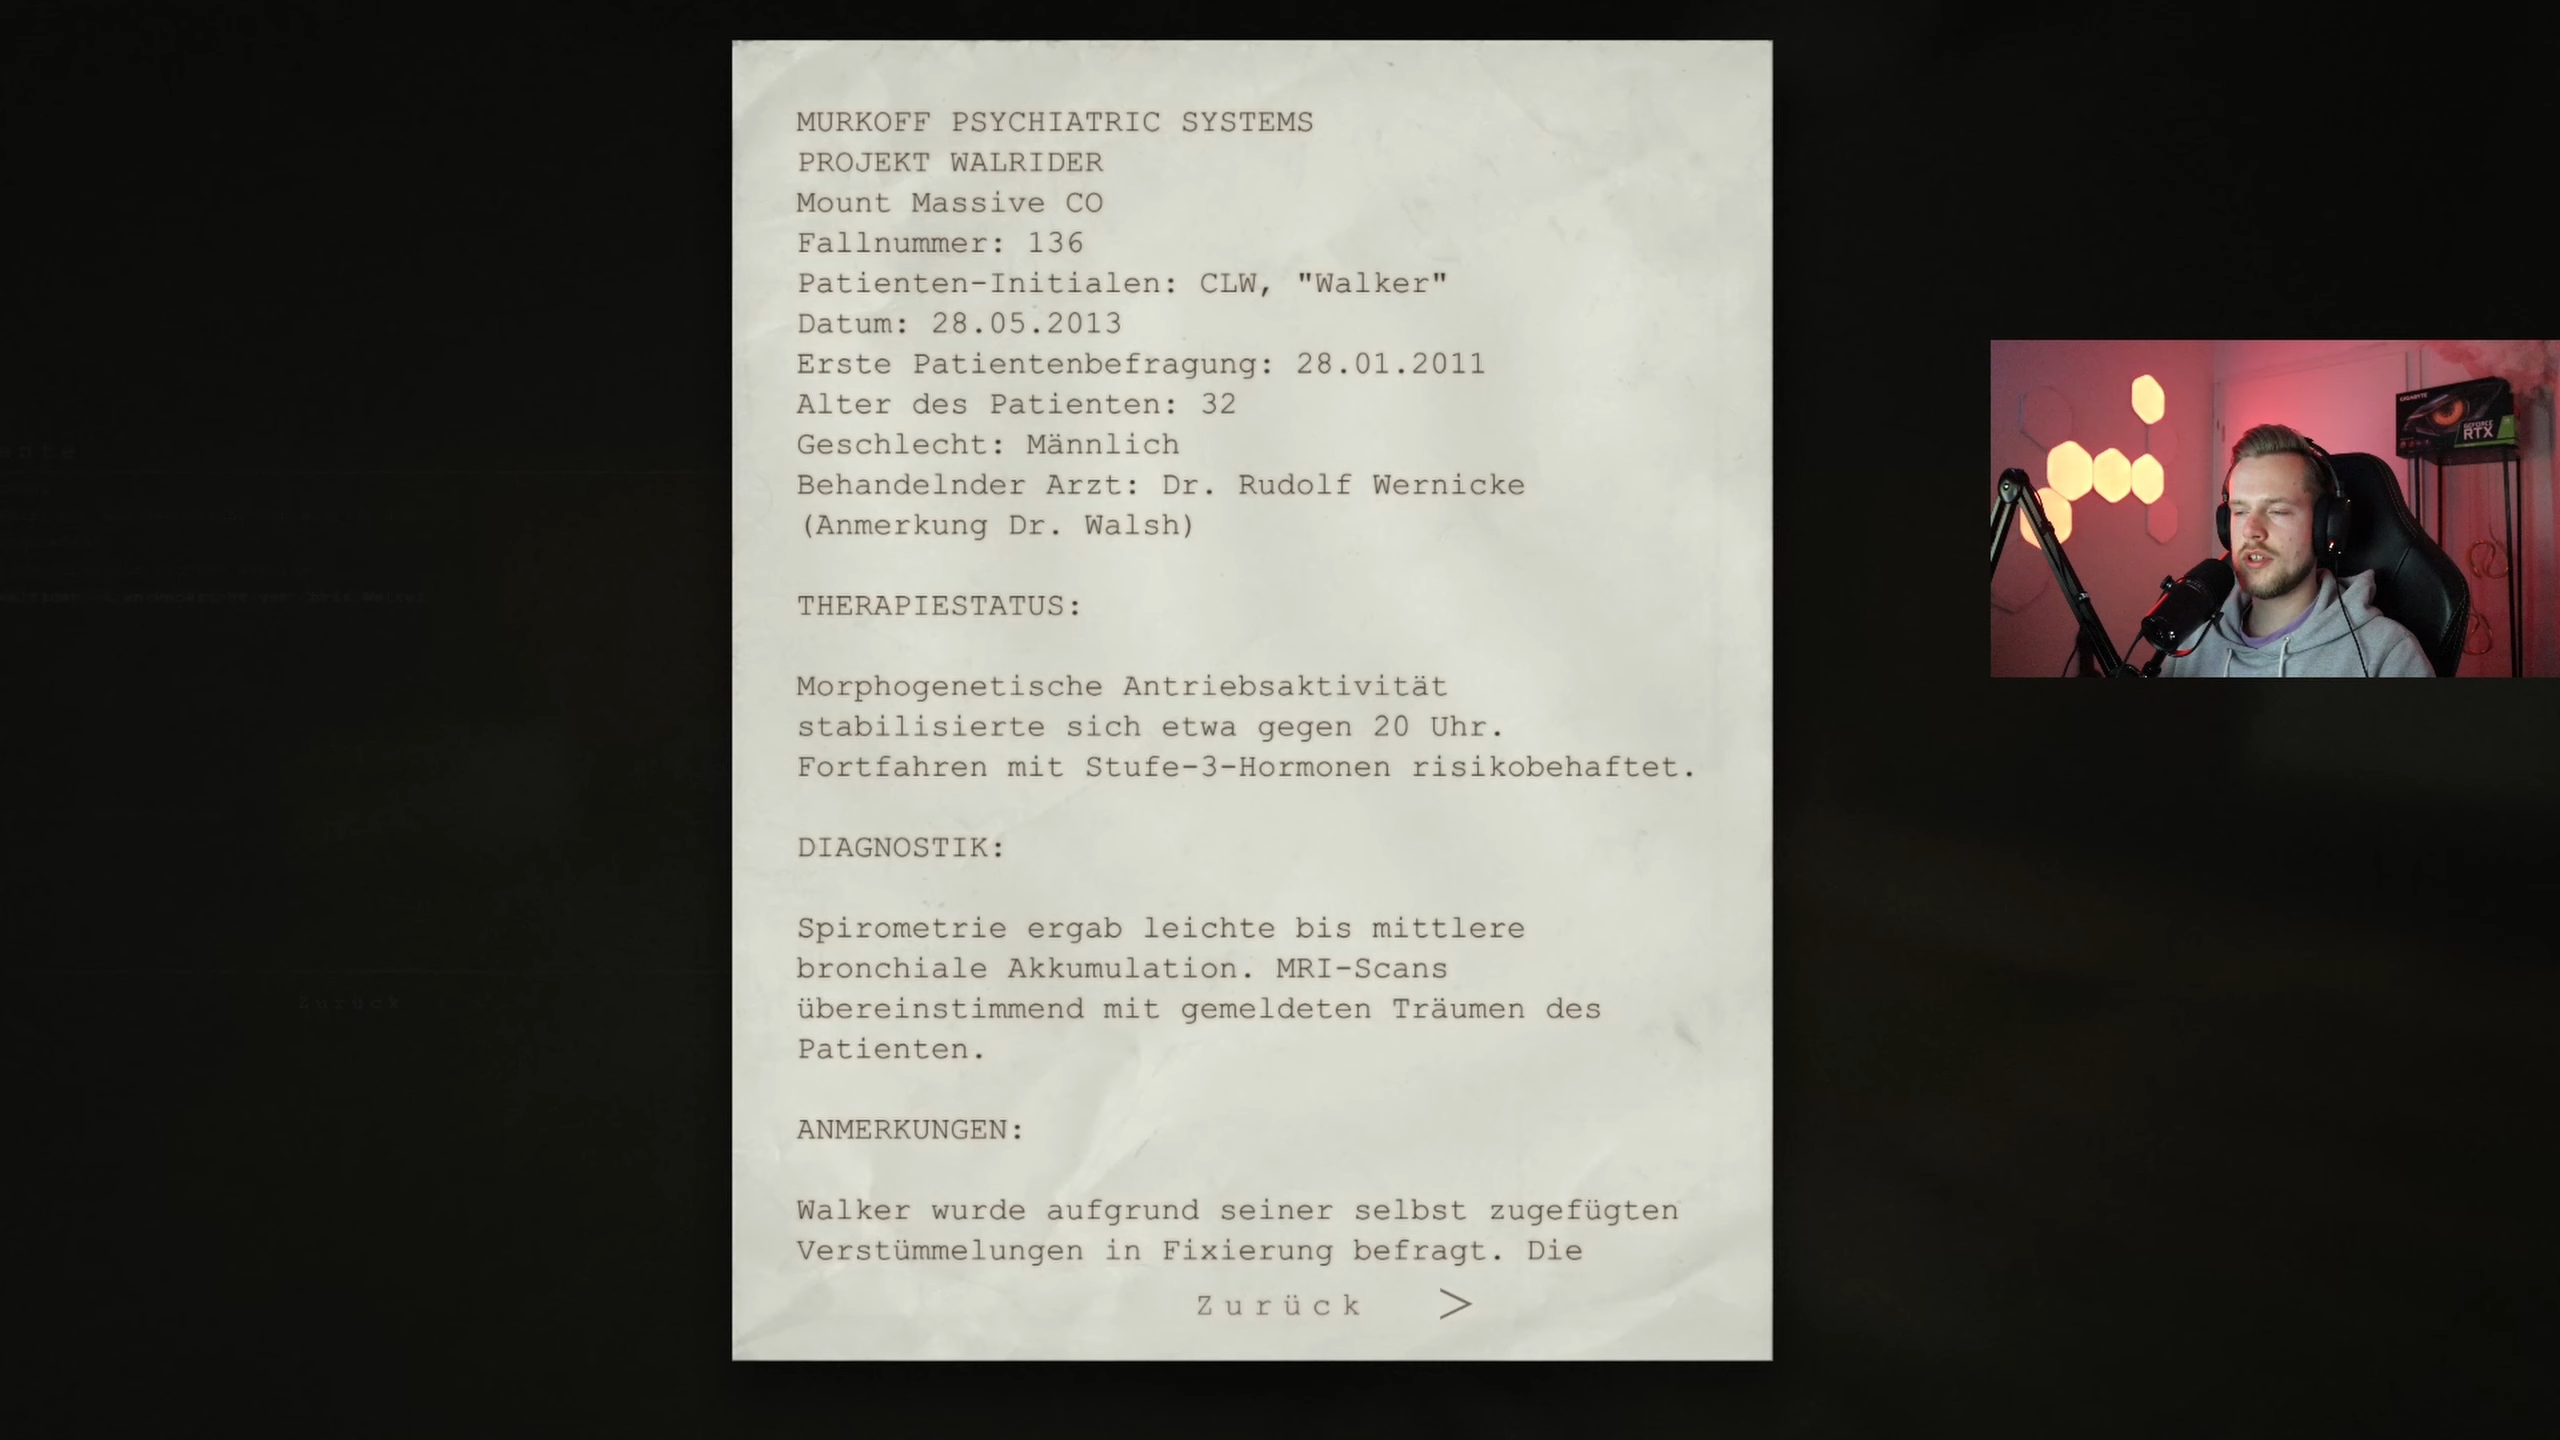 MURKOFF PSYCHIATRIC SYSTEMS
PROJEKT WALRIDER
Mount Massive CO
Fallnummer: 136
Patienten-Initialen: CLW, "Walker"
Datum: 28.05.2013
Erste Patientenbefragung: 28.01.2011
Alter des Patienten: 32
Geschlecht: Männlich
Behandelnder Arzt: Dr. Rudolf Wernicke
(Anmerkung Dr. Walsh)
THERAPIESTATUS:
Morphogenetische Antriebsaktivität
stabilisierte sich etwa gegen 20 Uhr.
Fortfahren mit Stufe-3-Hormonen risikobehaftet.
DIAGNOSTIK:
Spirometrie ergab leichte bis mittlere
bronchiale Akkumulation. MRI-Scans
übereinstimmend mit gemeldeten Träumen des
Patienten.
ANMERKUNGEN:
Walker wurde aufgrund seiner selbst zugefügten
Verstümmelungen in Fixierung befragt. Die
Zurück >
Zurück
GIGABYTE
GEFORCE
RTX